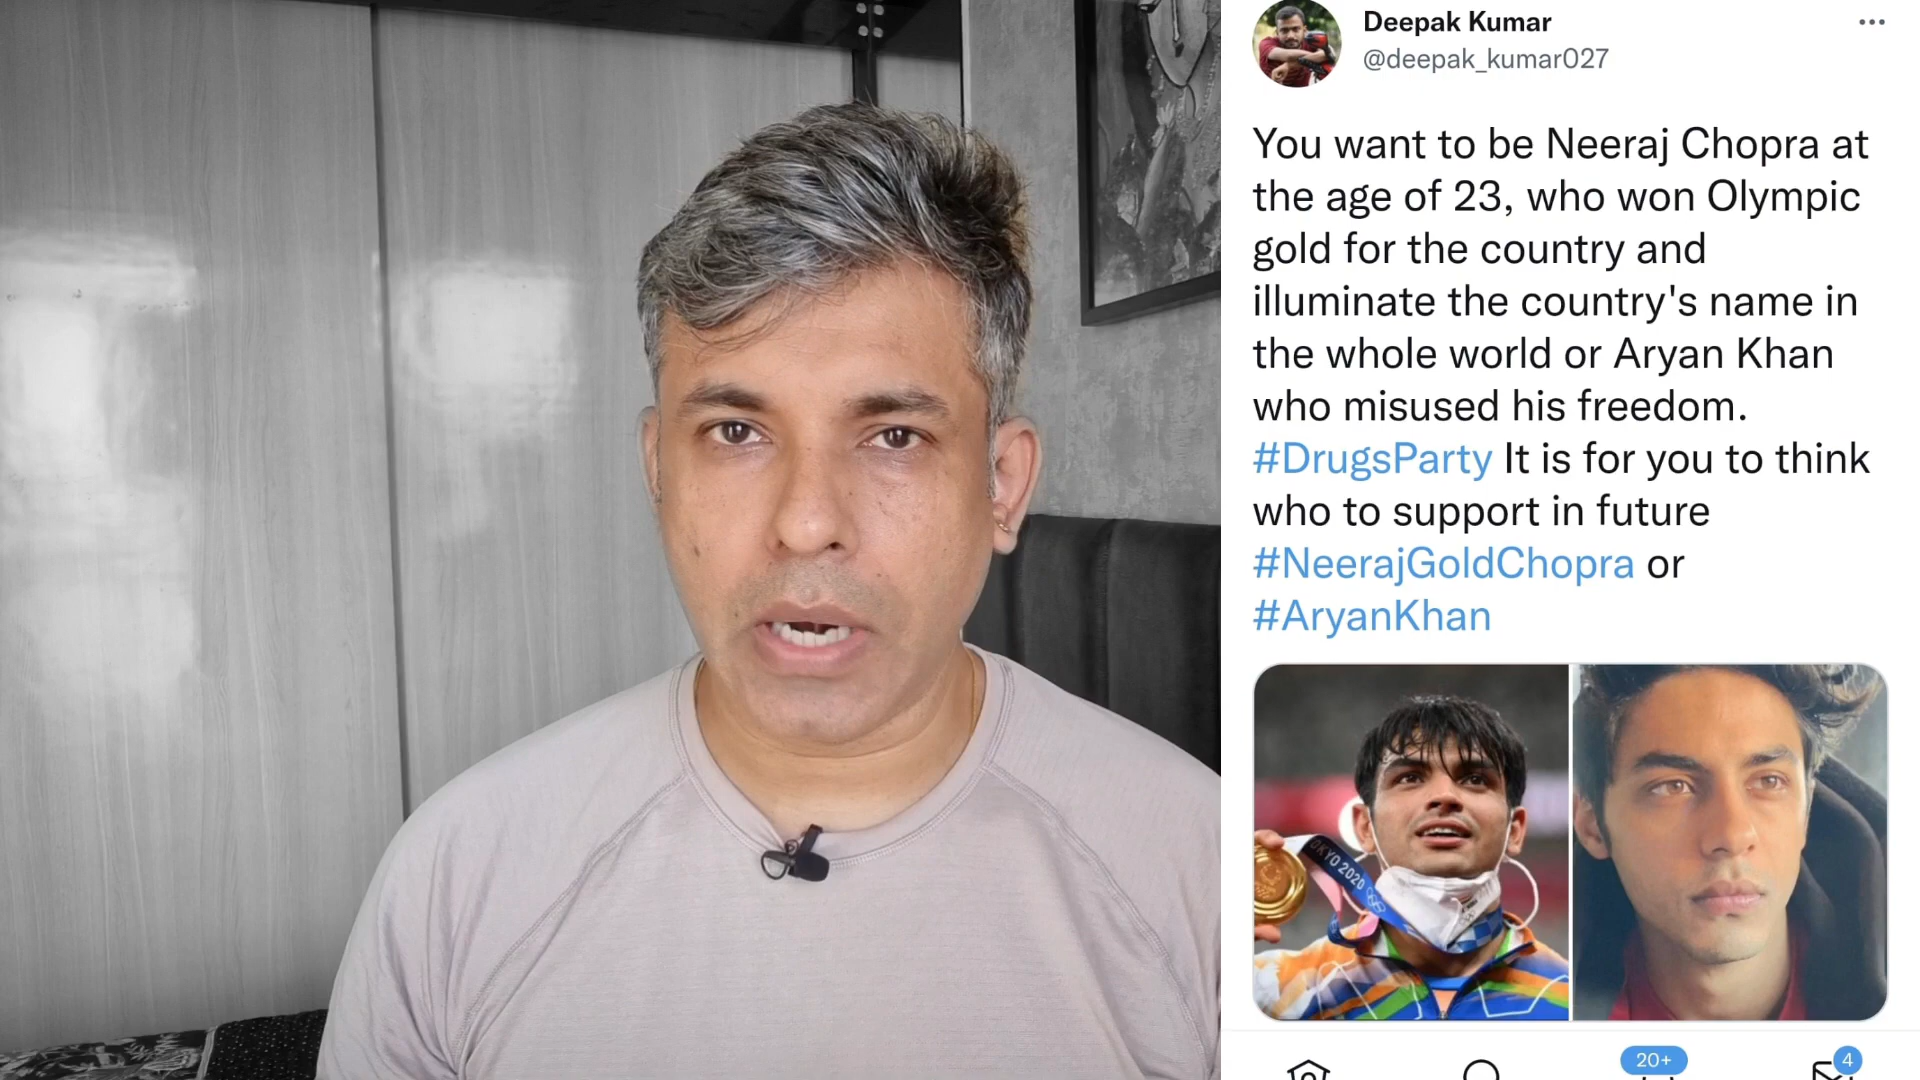 Deepak Kumar
@deepak_kumar027
You want to be Neeraj Chopra at
the age of 23, who won Olympic
gold for the country and
illuminate the country's name in
the whole world or Aryan Khan
who misused his freedom.
#DrugsParty It is for you to think
who to support in future
#NeerajGoldChopra or
#AryanKhan
TOKYO 2020
20+
4